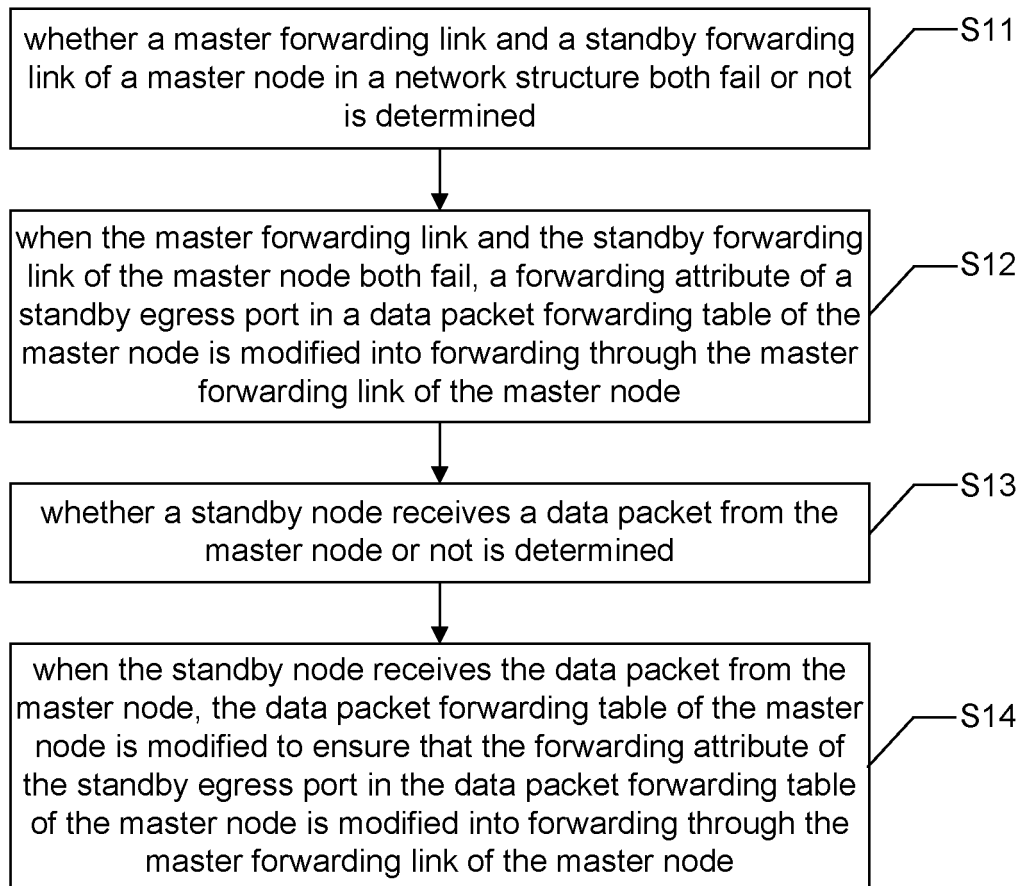 whether a master forwarding link and a standby forwarding
link of a master node in a network structure both fail or not
is determined
S11
when the master forwarding link and the standby forwarding
link of the master node both fail, a forwarding attribute of a
standby egress port in a data packet forwarding table of the
master node is modified into forwarding through the master
forwarding link of the master node
S12
whether a standby node receives a data packet from the
master node or not is determined
S13
when the standby node receives the data packet from the
master node, the data packet forwarding table of the master
node is modified to ensure that the forwarding attribute of
the standby egress port in the data packet forwarding table
of the master node is modified into forwarding through the
master forwarding link of the master node
S14